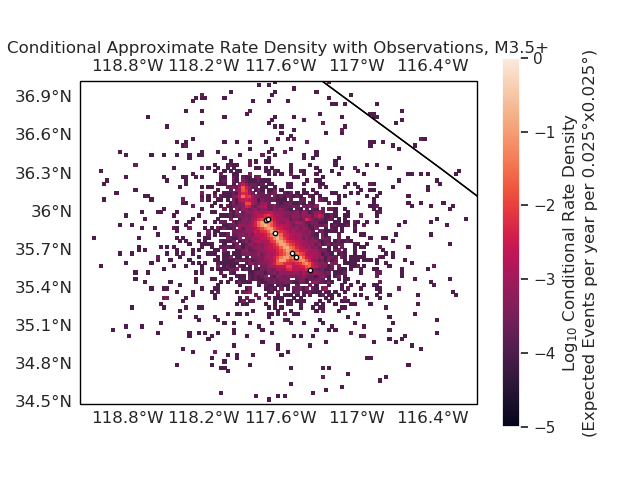 Conditional Approximate Rate Density with Observations, M3.5+
118.8°W 118.2°W 117.6°W 117°W 116.4°W
36.9°N
36.6°N
36.3°N
36°N
35.7°N
35.4°N
35.1°N
34.8°N
34.5°N
118.8°W 118.2°W 117.6°W 117°W 116.4°W
0
−1
−2
−3
−4
−5
Log₁₀ Conditional Rate Density
(Expected Events per year per 0.025°x0.025°)